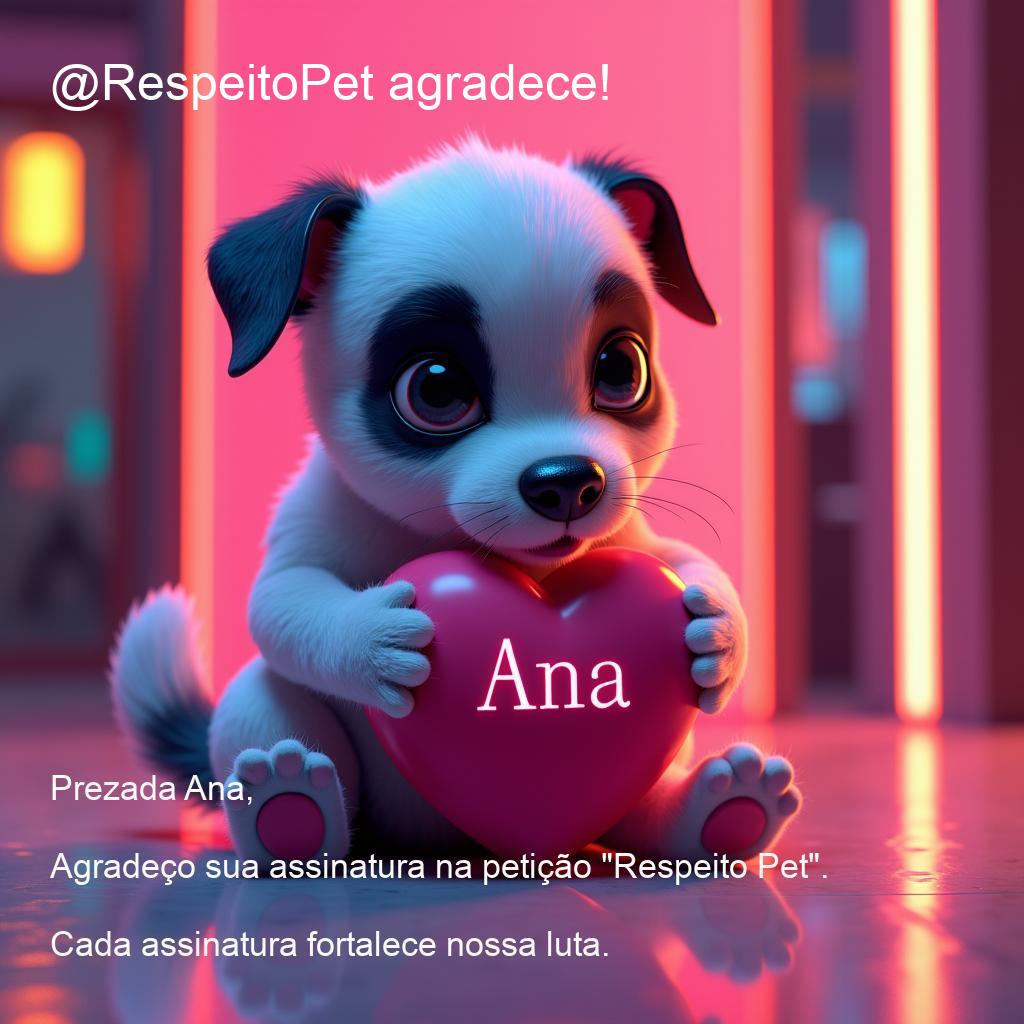 @RespeitoPet agradece!
Ana
Prezada Ana,
Agradeço sua assinatura na petição "Respeito Pet".
Cada assinatura fortalece nossa luta.